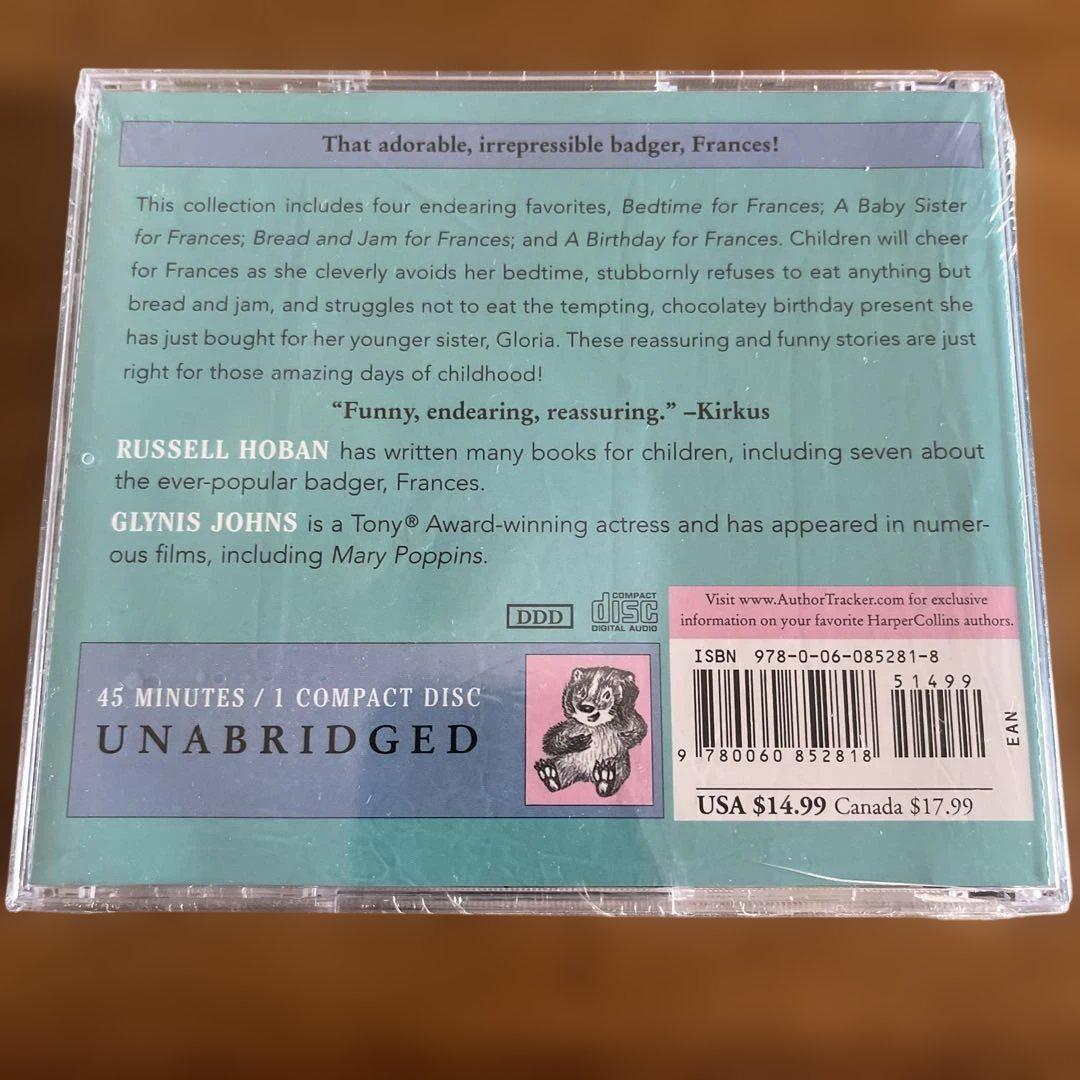 That adorable, irrepressible badger, Frances!
This collection includes four endearing favorites, Bedtime for Frances; A Baby Sister
for Frances; Bread and Jam for Frances; and A Birthday for Frances. Children will cheer
for Frances as she cleverly avoids her bedtime, stubbornly refuses to eat anything but
bread and jam, and struggles not to eat the tempting, chocolatey birthday present she
has just bought for her younger sister, Gloria. These reassuring and funny stories are just
right for those amazing days of childhood!
“Funny, endearing, reassuring.” –Kirkus
RUSSELL HOBAN has written many books for children, including seven about
the ever-popular badger, Frances.
GLYNIS JOHNS is a Tony® Award-winning actress and has appeared in numer-
ous films, including Mary Poppins.
DDD
COMPACT
disc
DIGITAL AUDIO
Visit www.AuthorTracker.com for exclusive
information on your favorite HarperCollins authors.
45 MINUTES / 1 COMPACT DISC
UNABRIDGED
ISBN 978-0-06-085281-8
51499
9 780060 852818
EAN
USA $14.99 Canada $17.99